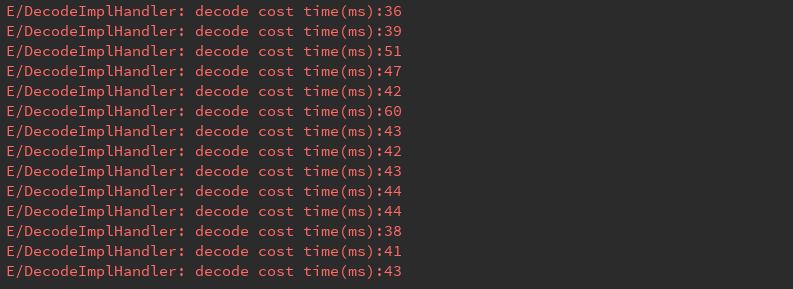 E/DecodeImplHandler: decode cost time(ms):36
E/DecodeImplHandler: decode cost time(ms):39
E/DecodeImplHandler: decode cost time(ms):51
E/DecodeImplHandler: decode cost time(ms):47
E/DecodeImplHandler: decode cost time(ms):42
E/DecodeImplHandler: decode cost time(ms):60
E/DecodeImplHandler: decode cost time(ms):43
E/DecodeImplHandler: decode cost time(ms):42
E/DecodeImplHandler: decode cost time(ms):43
E/DecodeImplHandler: decode cost time(ms):44
E/DecodeImplHandler: decode cost time(ms):44
E/DecodeImplHandler: decode cost time(ms):38
E/DecodeImplHandler: decode cost time(ms):41
E/DecodeImplHandler: decode cost time(ms):43